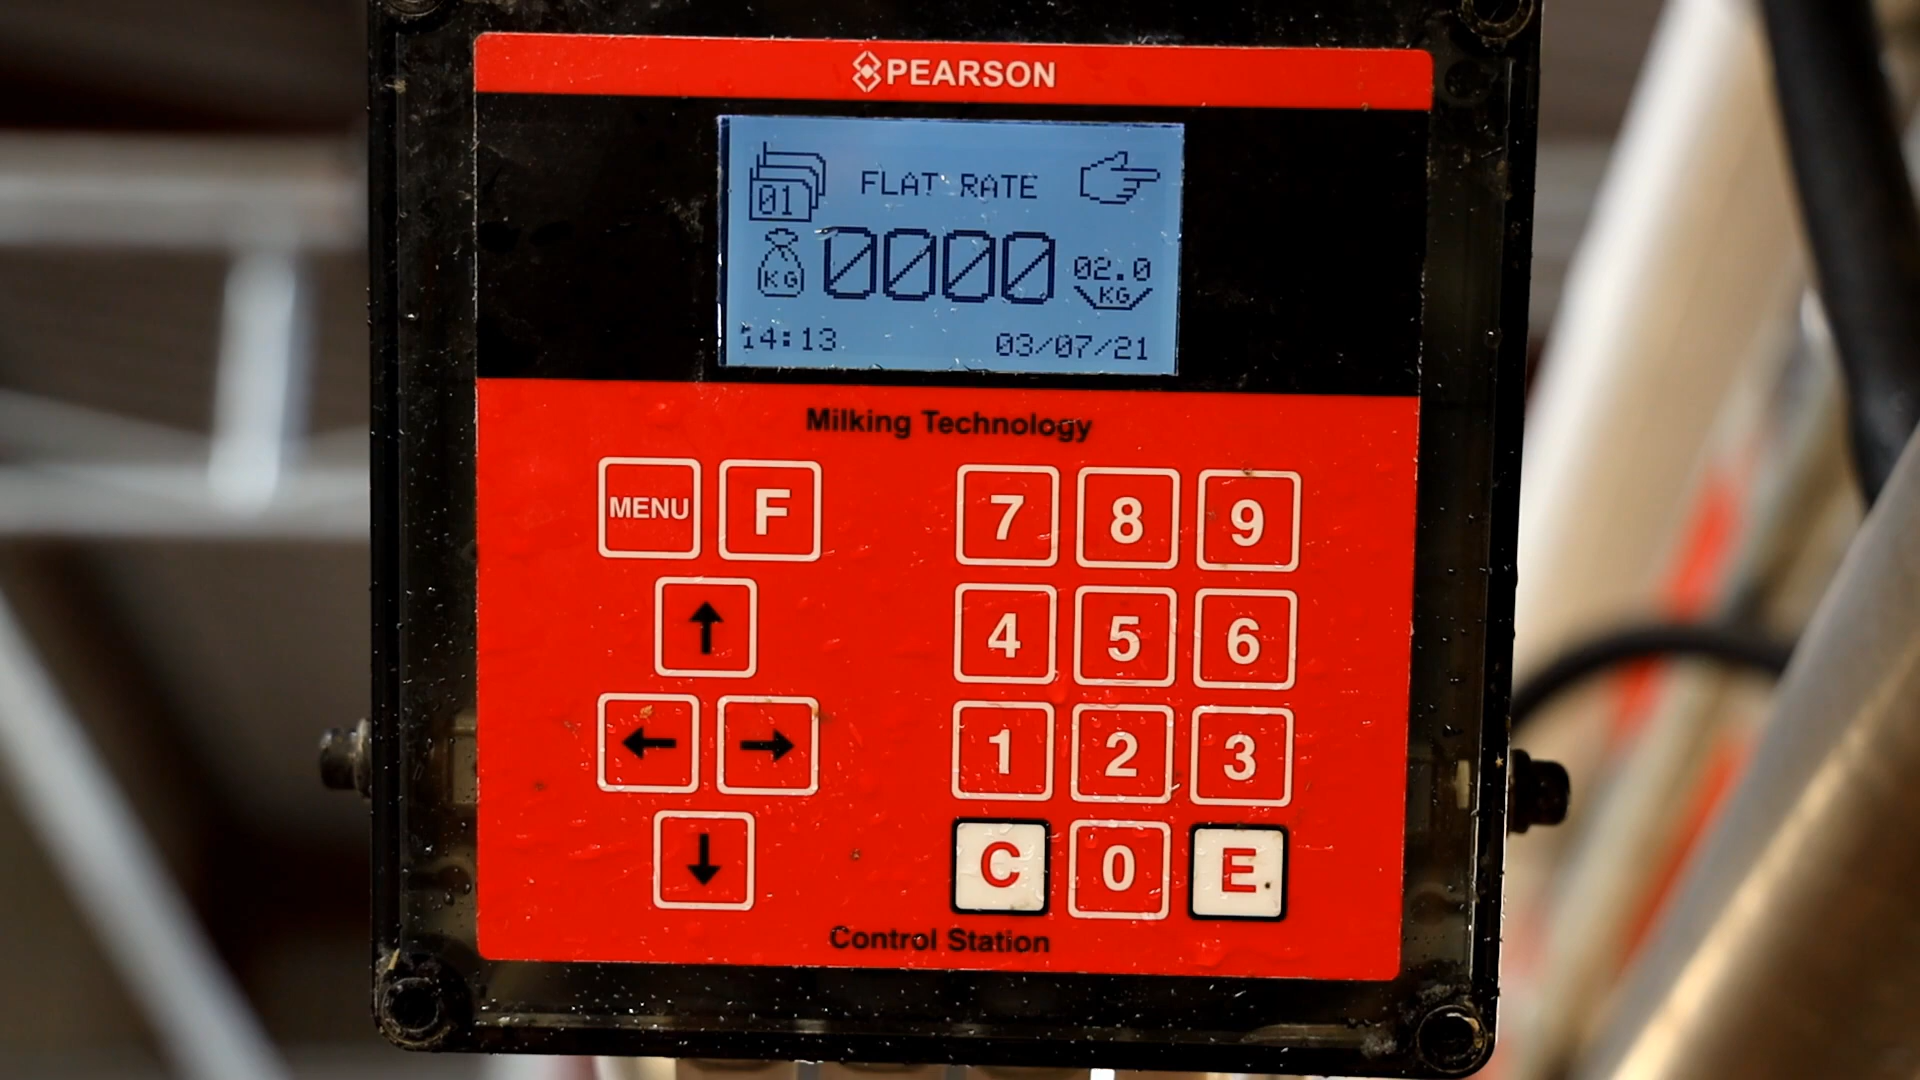 PEARSON
01 FLAT RATE
KG 0000 02.0 KG
14:13 03/07/21
Milking Technology
MENU F 7 8 9
4 5 6
1 2 3
C 0 E
Control Station